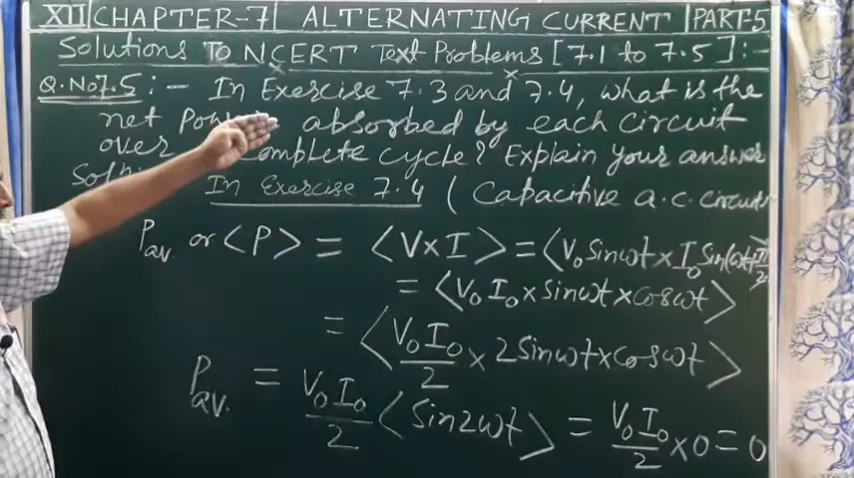 XII CHAPTER-7 ALTERNATING CURRENT PART-5
Solutions To NCERT Text Problems [7.1 to 7.5]:-
Q.No7.5:- In Exercise 7.3 and 7.4, what is the
net absorbed by each circuit
over complete cycle? Explain your answer
In Exercise 7.4 (Capacitive a.c. circuit
Pav. or <P> = <V×I> = <V₀ Sinωt × I₀ Sin(ωt+π/2)>
= <V₀ I₀ × sinωt × cosωt>
= <V₀I₀/2 × 2Sinωt × Cosωt>
Pav. = V₀I₀/2 <Sin2ωt> = V₀I₀/2 × 0 = 0